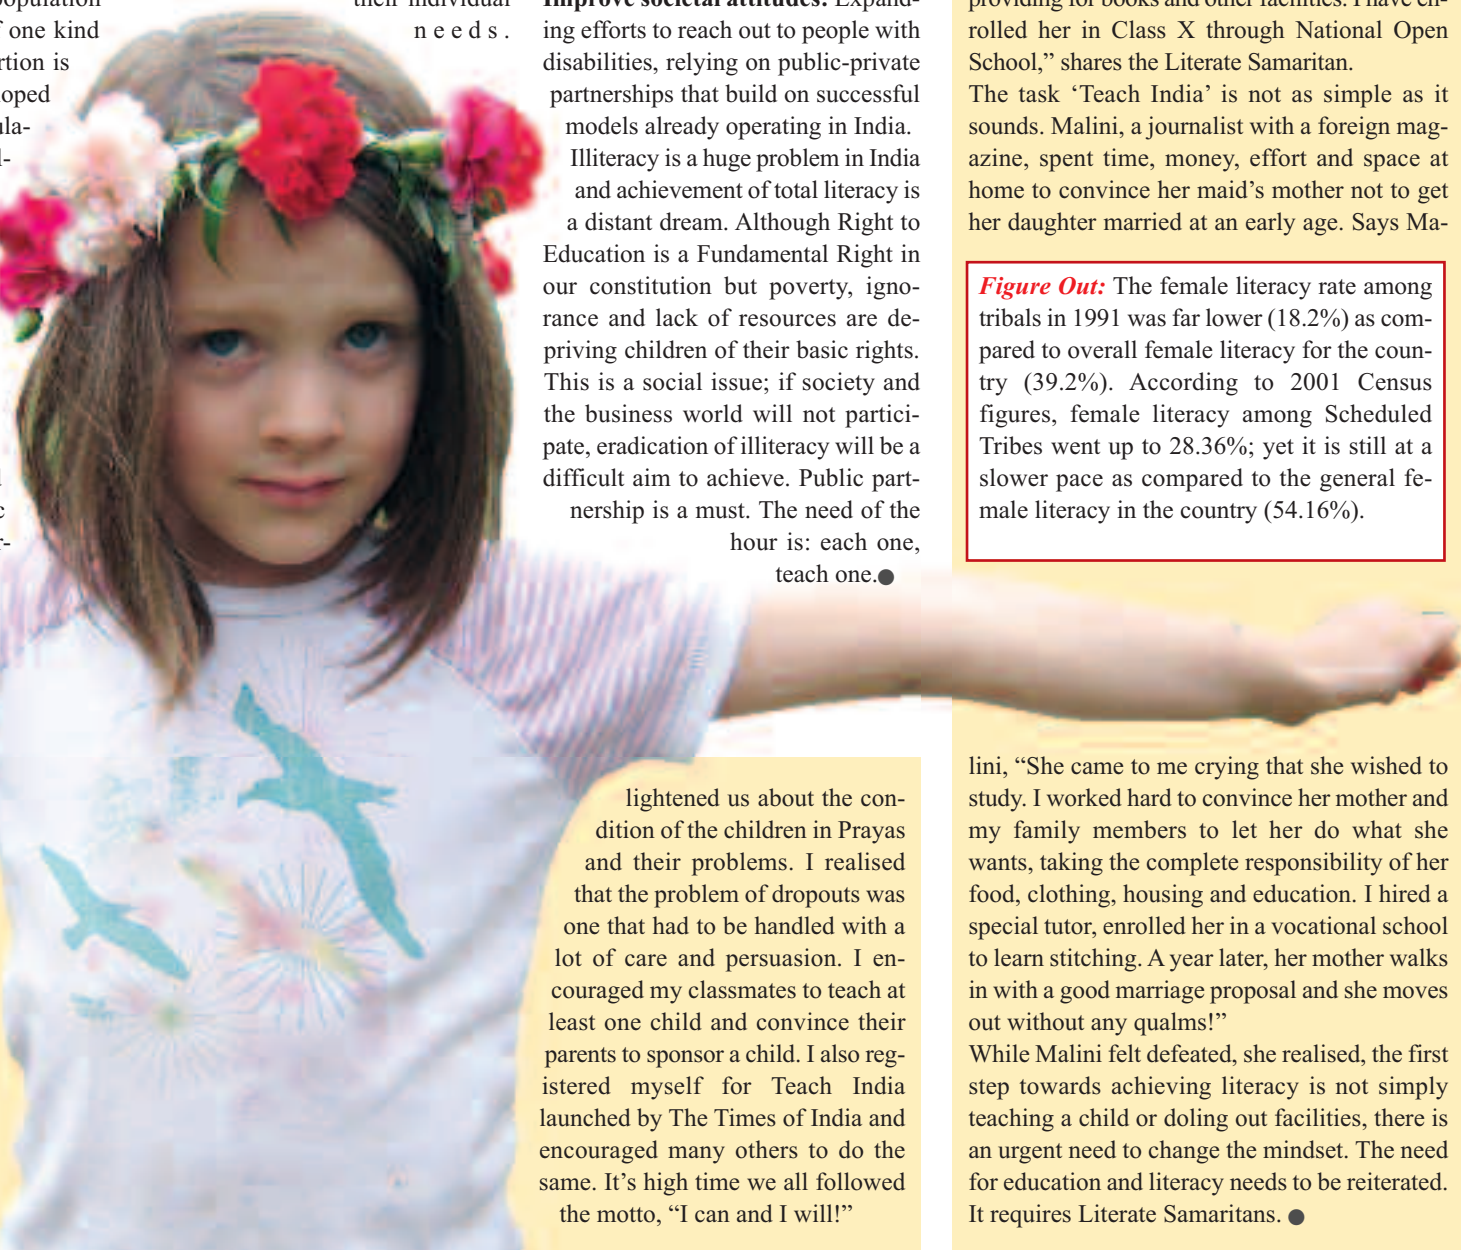 one kind
their individual
needs.
Improve societal attitudes: Expand-
ing efforts to reach out to people with
disabilities, relying on public-private
partnerships that build on successful
models already operating in India.
Illiteracy is a huge problem in India
and achievement of total literacy is
a distant dream. Although Right to
Education is a Fundamental Right in
our constitution but poverty, igno-
rance and lack of resources are de-
priving children of their basic rights.
This is a social issue; if society and
the business world will not partici-
pate, eradication of illiteracy will be a
difficult aim to achieve. Public part-
nership is a must. The need of the
hour is: each one,
teach one.●
lightened us about the con-
dition of the children in Prayas
and their problems. I realised
that the problem of dropouts was
one that had to be handled with a
lot of care and persuasion. I en-
couraged my classmates to teach at
least one child and convince their
parents to sponsor a child. I also reg-
istered myself for Teach India
launched by The Times of India and
encouraged many others to do the
same. It’s high time we all followed
the motto, “I can and I will!”
providing for books and other facilities. I have en-
rolled her in Class X through National Open
School,” shares the Literate Samaritan.
The task ‘Teach India’ is not as simple as it
sounds. Malini, a journalist with a foreign mag-
azine, spent time, money, effort and space at
home to convince her maid’s mother not to get
her daughter married at an early age. Says Ma-
Figure Out: The female literacy rate among
tribals in 1991 was far lower (18.2%) as com-
pared to overall female literacy for the coun-
try (39.2%). According to 2001 Census
figures, female literacy among Scheduled
Tribes went up to 28.36%; yet it is still at a
slower pace as compared to the general fe-
male literacy in the country (54.16%).
lini, “She came to me crying that she wished to
study. I worked hard to convince her mother and
my family members to let her do what she
wants, taking the complete responsibility of her
food, clothing, housing and education. I hired a
special tutor, enrolled her in a vocational school
to learn stitching. A year later, her mother walks
in with a good marriage proposal and she moves
out without any qualms!”
While Malini felt defeated, she realised, the first
step towards achieving literacy is not simply
teaching a child or doling out facilities, there is
an urgent need to change the mindset. The need
for education and literacy needs to be reiterated.
It requires Literate Samaritans. ●